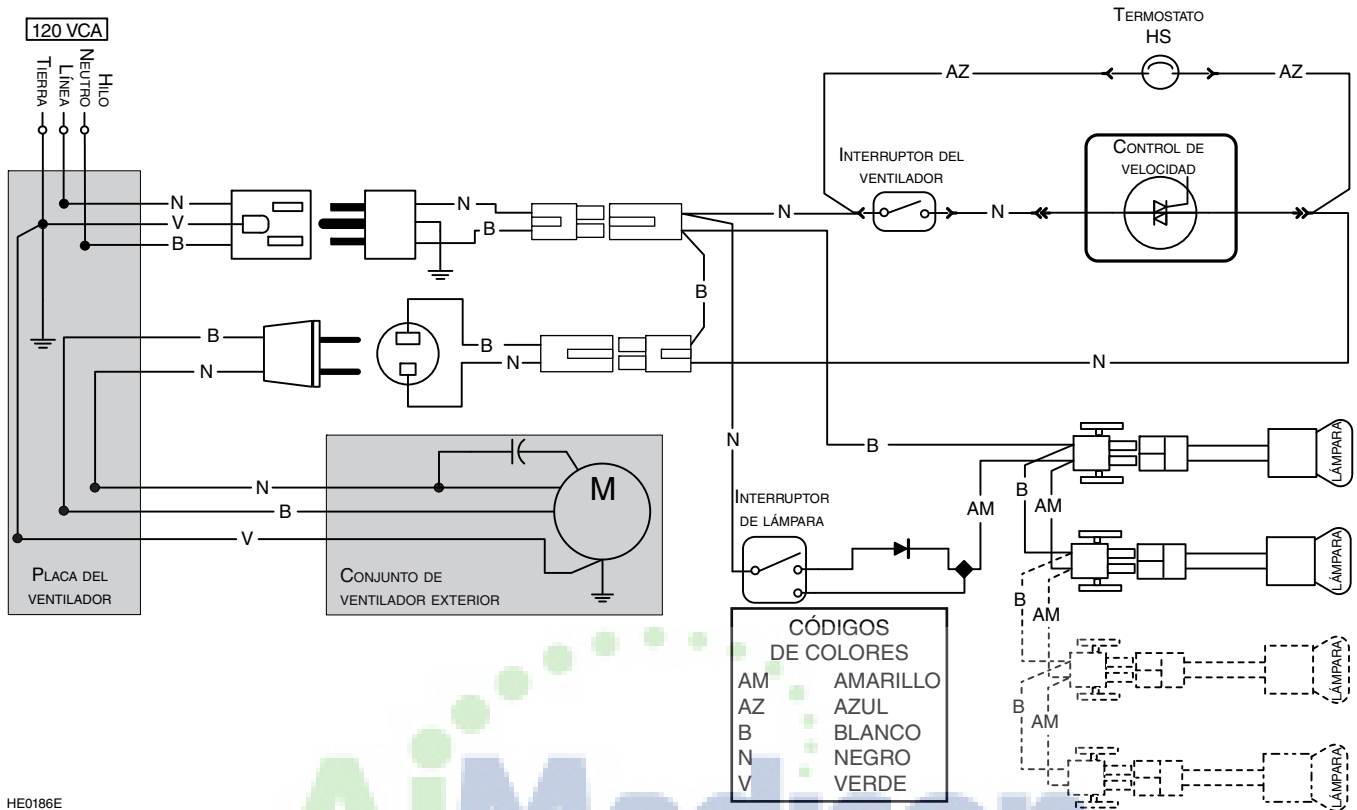 120 VCA
TIERRA
LÍNEA
NEUTRO
HILO
TERMOSTATO
HS
AZ
AZ
INTERRUPTOR DEL
VENTILADOR
CONTROL DE
VELOCIDAD
N
V
B
N
B
N
N
B
B
N
B
N
N
N
B
V
M
PLACA DEL
VENTILADOR
CONJUNTO DE
VENTILADOR EXTERIOR
N
INTERRUPTOR
DE LÁMPARA
B
AM
B
AM
LÁMPARA
LÁMPARA
B
AM
LÁMPARA
B
AM
LÁMPARA
CÓDIGOS
DE COLORES
AM AMARILLO
AZ AZUL
B BLANCO
N NEGRO
V VERDE
HE0186E